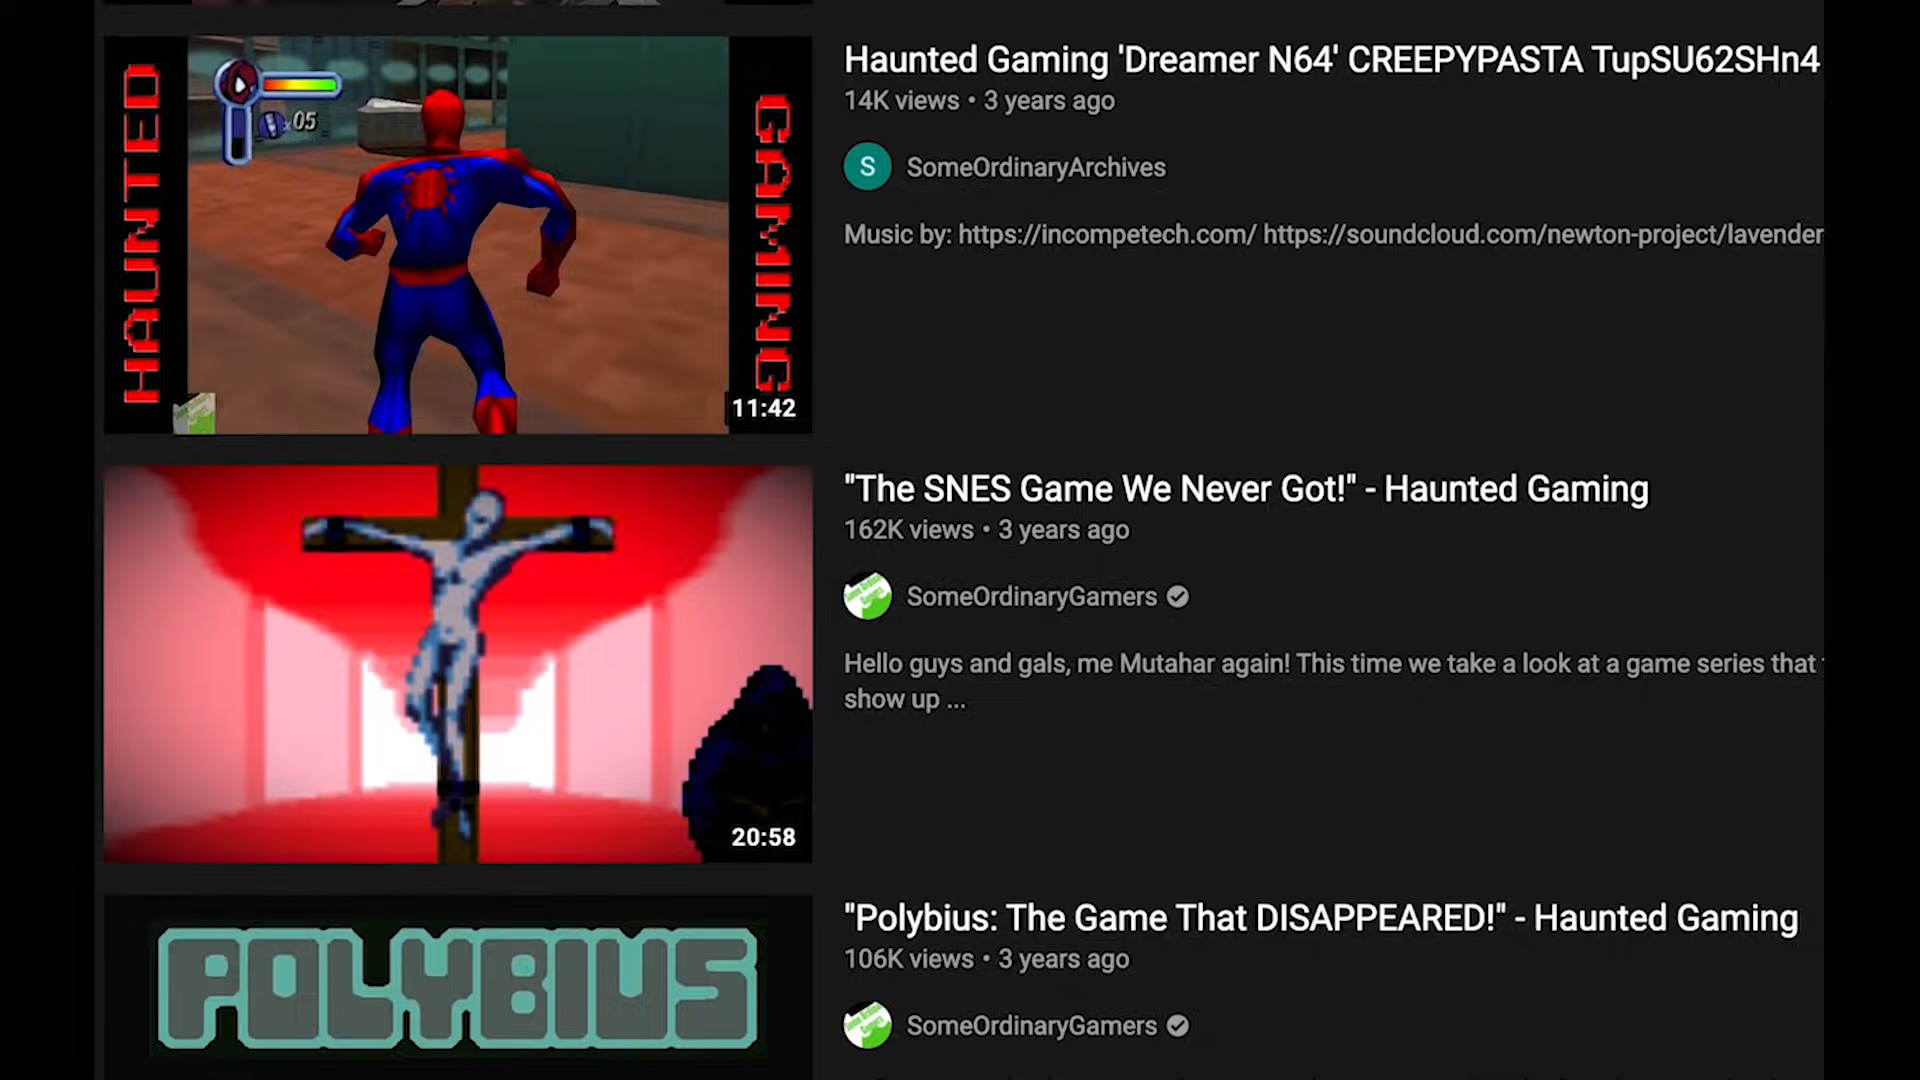 HAUNTED
GAMING
x05
11:42
Haunted Gaming 'Dreamer N64' CREEPYPASTA TupSU62SHn4
14K views • 3 years ago
S
SomeOrdinaryArchives
Music by: https://incompetech.com/ https://soundcloud.com/newton-project/lavender
20:58
"The SNES Game We Never Got!" - Haunted Gaming
162K views • 3 years ago
SomeOrdinaryGamers
Hello guys and gals, me Mutahar again! This time we take a look at a game series that
show up ...
POLYBIUS
"Polybius: The Game That DISAPPEARED!" - Haunted Gaming
106K views • 3 years ago
SomeOrdinaryGamers